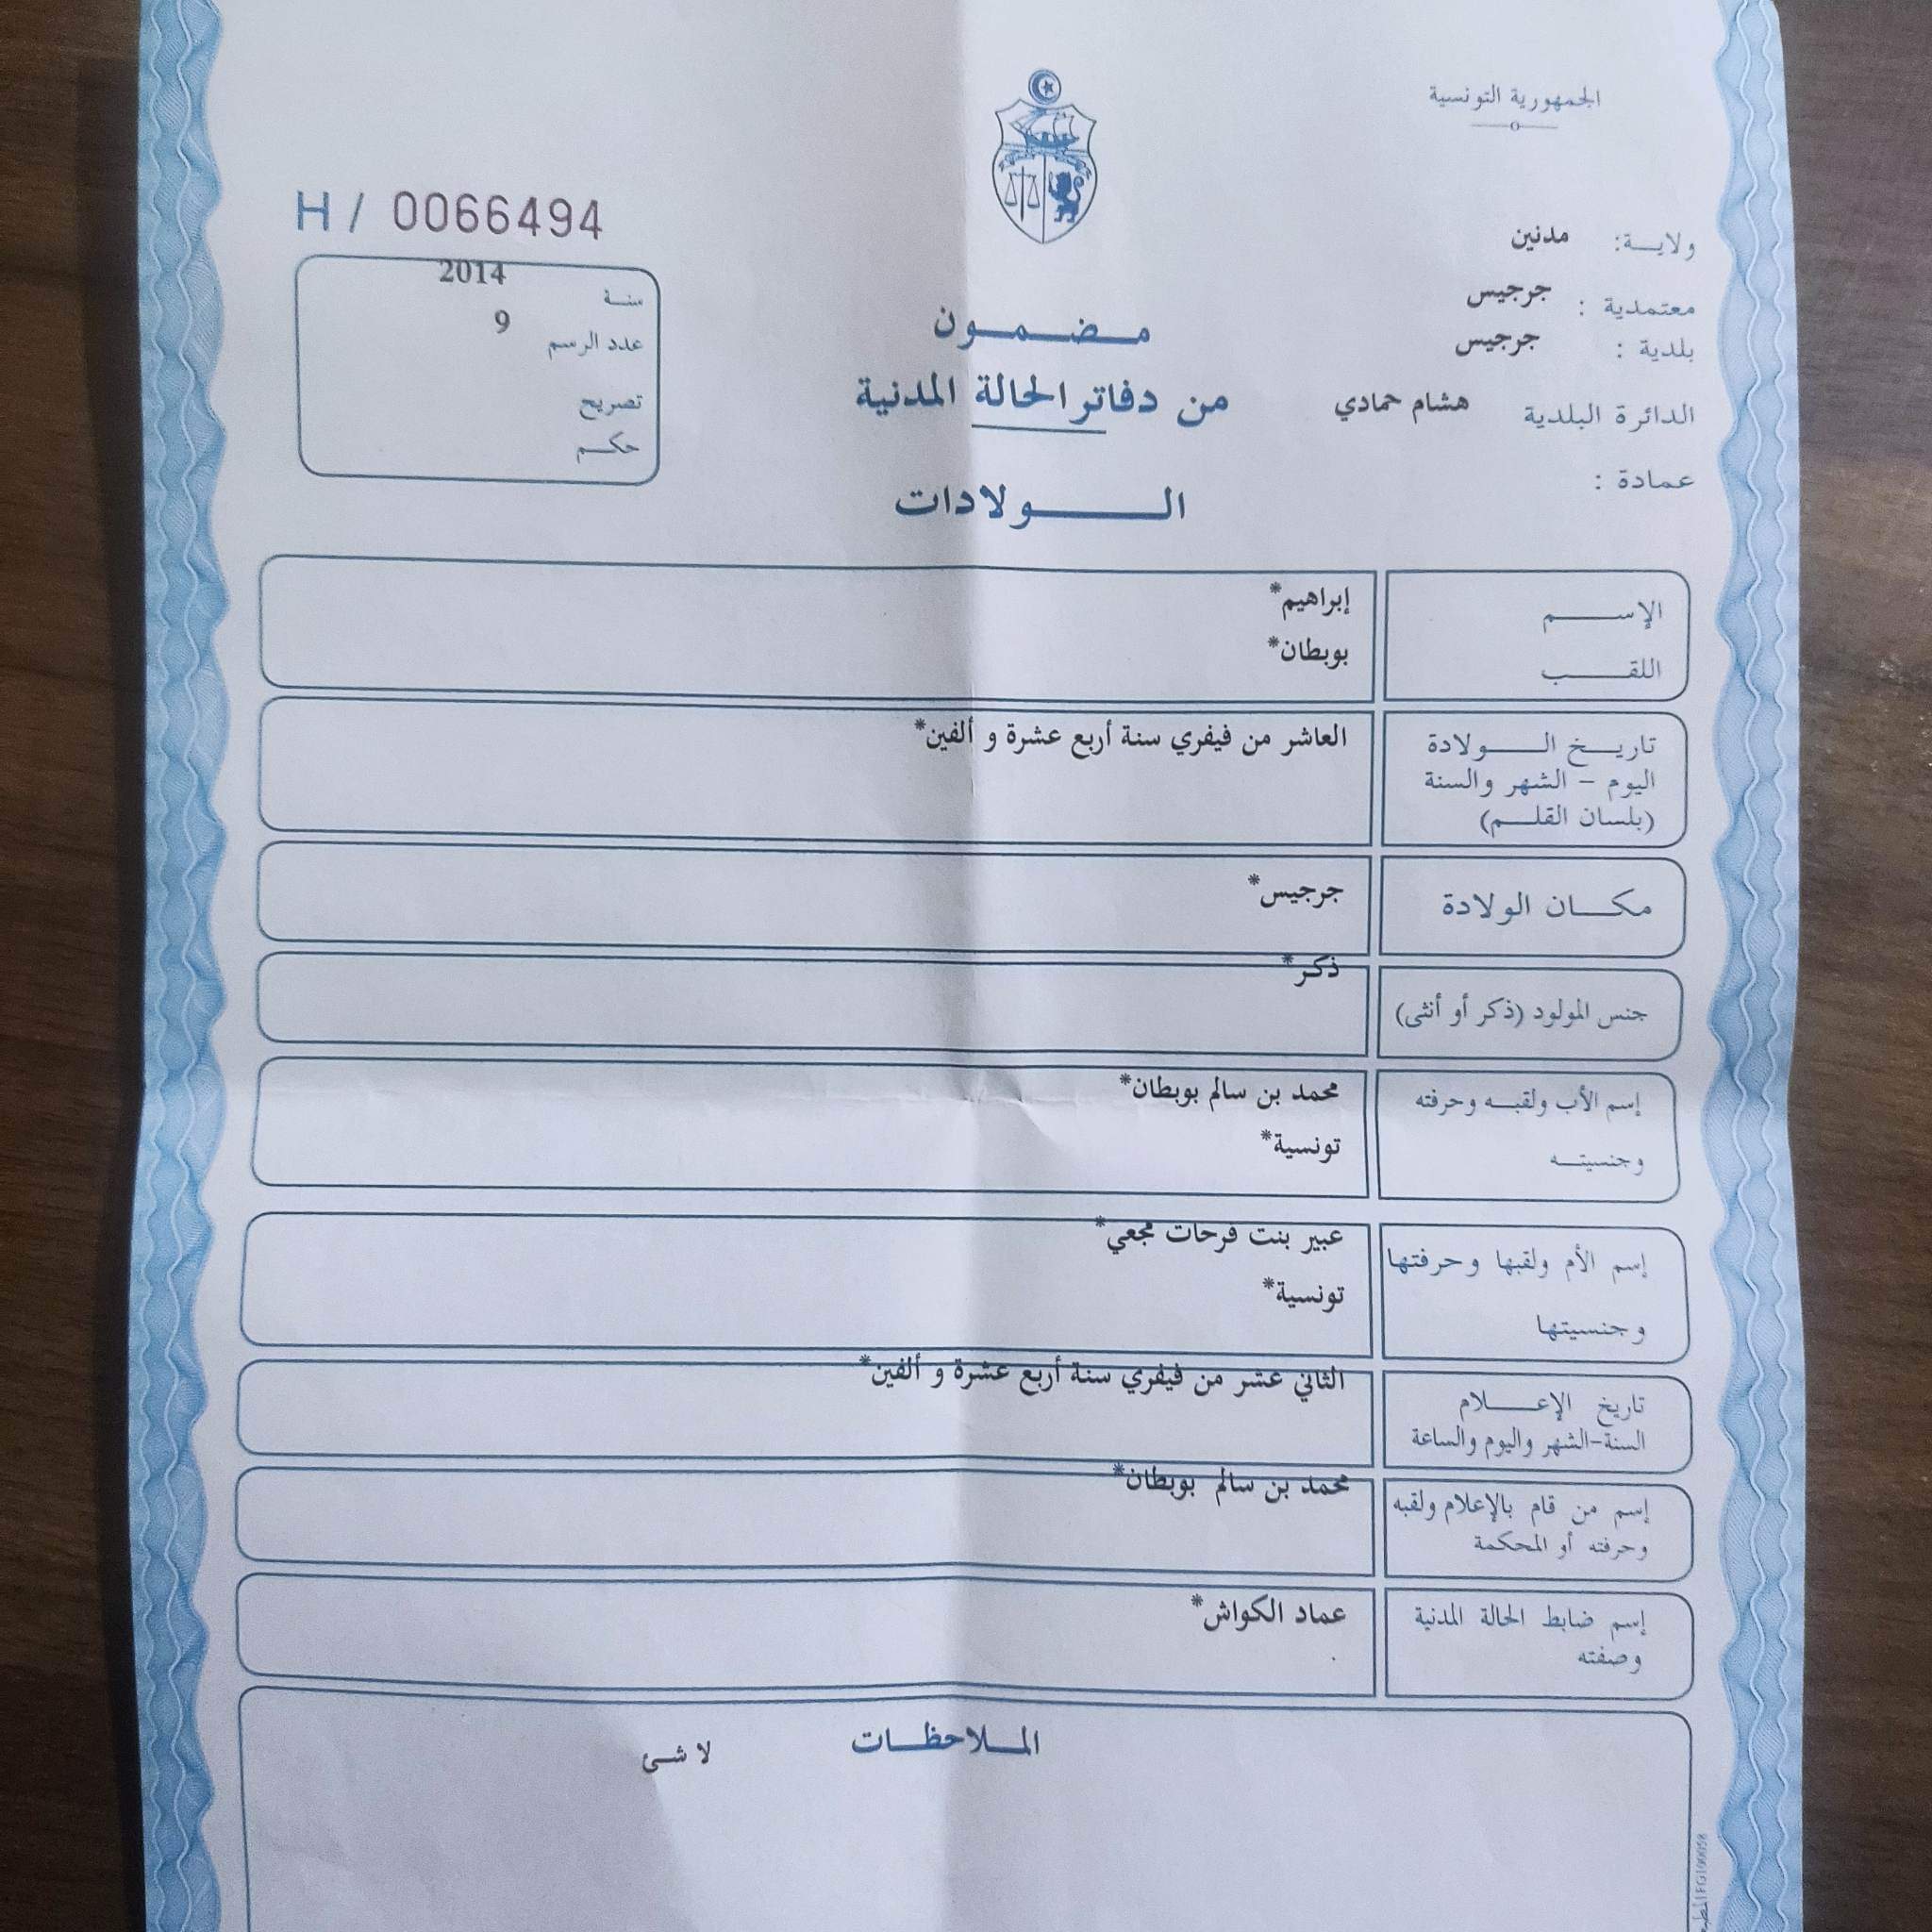 الجمهورية التونسية
H / 0066494
ولاية: مدنين
معتمدية : جرجيس
بلدية : جرجيس
الدائرة البلدية هشام حمادي
عمادة :
مضمون
من دفاتر الحالة المدنية
الولادات
2014
سنة
9
عدد الرسم
تصريح
حكم
الإسم إبراهيم*
اللقب بوبطان*
تاريخ الولادة العاشر من فيفري سنة أربع عشرة و ألفين*
اليوم - الشهر والسنة
(بلسان القلم)
مكان الولادة جرجيس*
جنس المولود (ذكر أو أنثى) ذكر*
إسم الأب ولقبه وحرفته محمد بن سالم بوبطان*
وجنسيته تونسية*
إسم الأم ولقبها وحرفتها عبير بنت فرحات مجعي*
وجنسيتها تونسية*
تاريخ الإعلام الثاني عشر من فيفري سنة أربع عشرة و ألفين*
السنة-الشهر واليوم والساعة
إسم من قام بالإعلام ولقبه محمد بن سالم بوبطان*
وحرفته أو المحكمة
إسم ضابط الحالة المدنية عماد الكواش*
وصفته
الملاحظات لا شئ